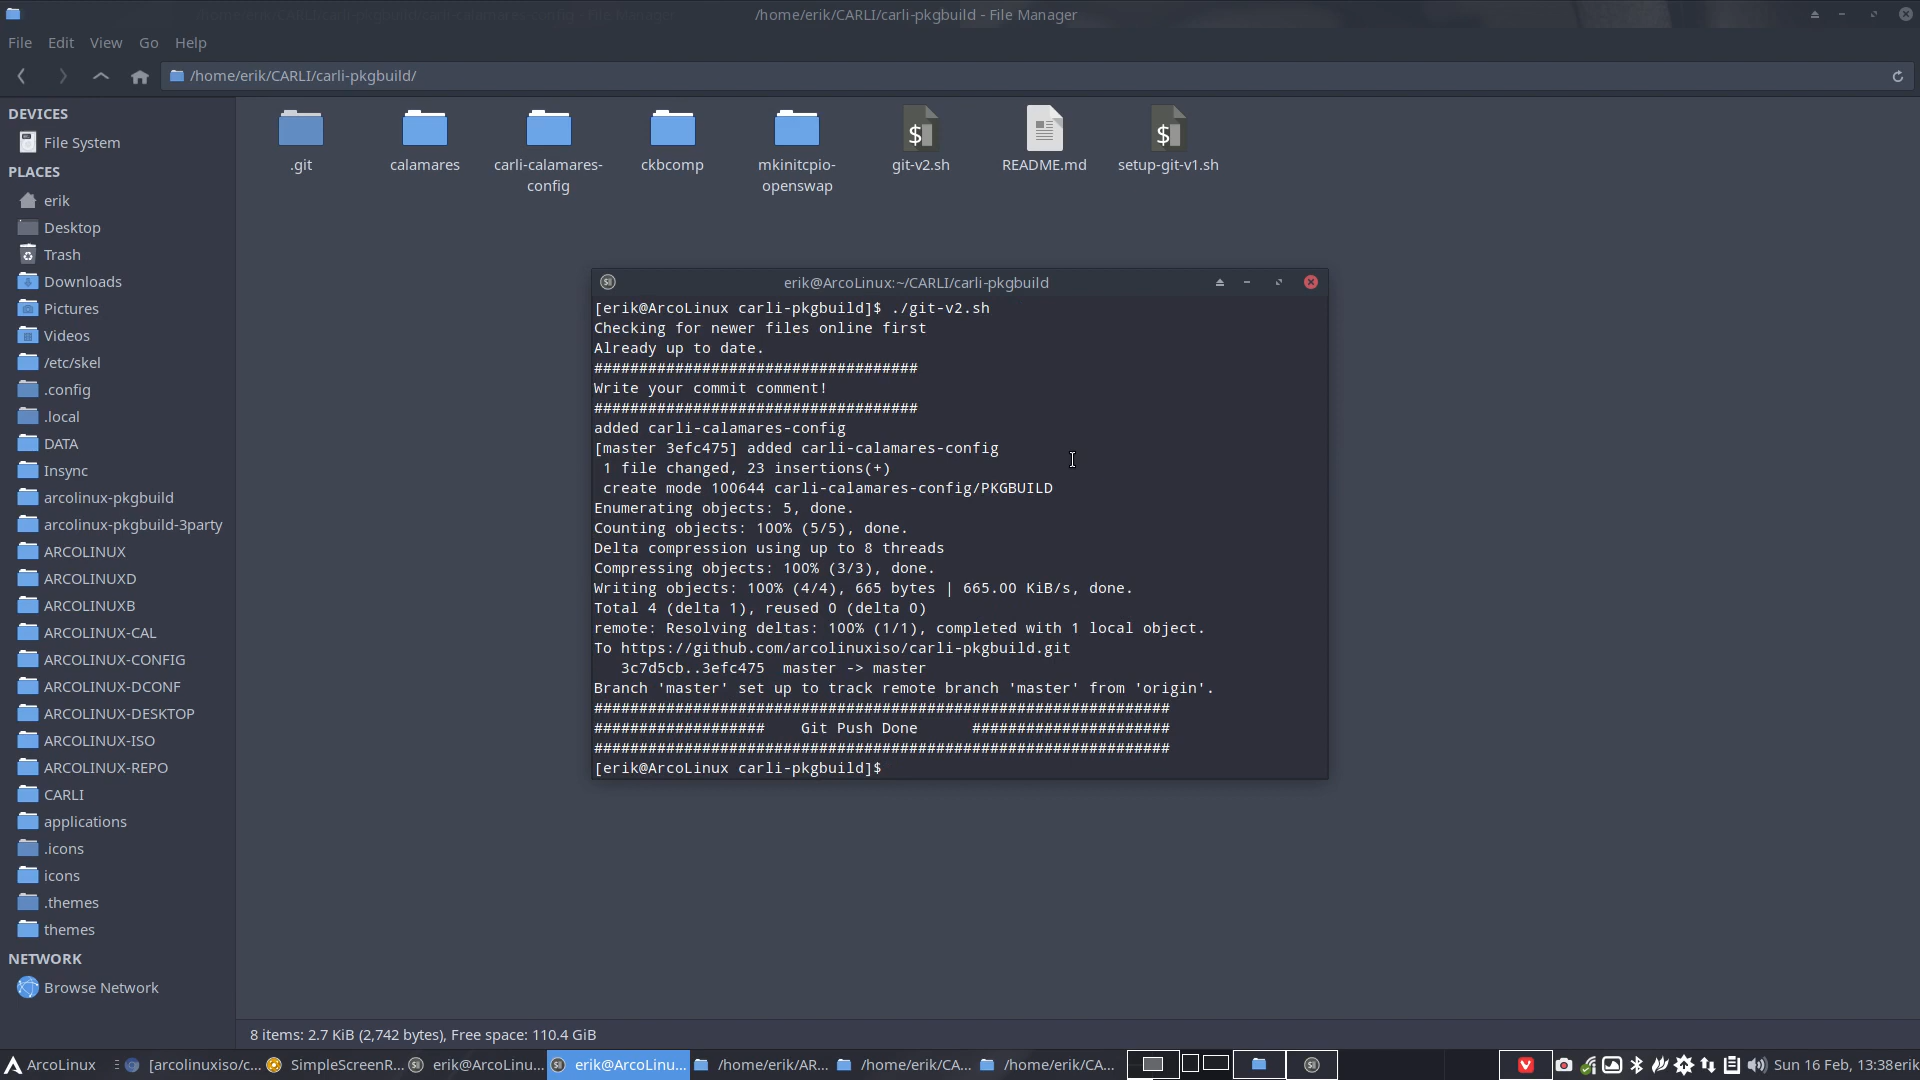 /home/erik/CARLI/carli-pkgbuild - File Manager
File Edit View Go Help
/home/erik/CARLI/carli-pkgbuild/
DEVICES
File System
PLACES
erik
Desktop
Trash
Downloads
Pictures
Videos
/etc/skel
.config
.local
DATA
Insync
arcolinux-pkgbuild
arcolinux-pkgbuild-3party
ARCOLINUX
ARCOLINUXD
ARCOLINUXB
ARCOLINUX-CAL
ARCOLINUX-CONFIG
ARCOLINUX-DCONF
ARCOLINUX-DESKTOP
ARCOLINUX-ISO
ARCOLINUX-REPO
CARLI
applications
.icons
icons
.themes
themes
NETWORK
Browse Network
.git
calamares
carli-calamares-
config
ckbcomp
mkinitcpio-
openswap
git-v2.sh
README.md
setup-git-v1.sh
erik@ArcoLinux:~/CARLI/carli-pkgbuild
[erik@ArcoLinux carli-pkgbuild]$ ./git-v2.sh
Checking for newer files online first
Already up to date.
####################################
Write your commit comment!
####################################
added carli-calamares-config
[master 3efc475] added carli-calamares-config
1 file changed, 23 insertions(+)
create mode 100644 carli-calamares-config/PKGBUILD
Enumerating objects: 5, done.
Counting objects: 100% (5/5), done.
Delta compression using up to 8 threads
Compressing objects: 100% (3/3), done.
Writing objects: 100% (4/4), 665 bytes | 665.00 KiB/s, done.
Total 4 (delta 1), reused 0 (delta 0)
remote: Resolving deltas: 100% (1/1), completed with 1 local object.
To https://github.com/arcolinuxiso/carli-pkgbuild.git
3c7d5cb..3efc475  master -> master
Branch 'master' set up to track remote branch 'master' from 'origin'.
################################################################
###################    Git Push Done      ######################
################################################################
[erik@ArcoLinux carli-pkgbuild]$
8 items: 2.7 KiB (2,742 bytes), Free space: 110.4 GiB
ArcoLinux [arcolinuxiso/c... SimpleScreenR... erik@ArcoLinu... erik@ArcoLinu... /home/erik/AR... /home/erik/CA... /home/erik/CA... Sun 16 Feb, 13:38 erik